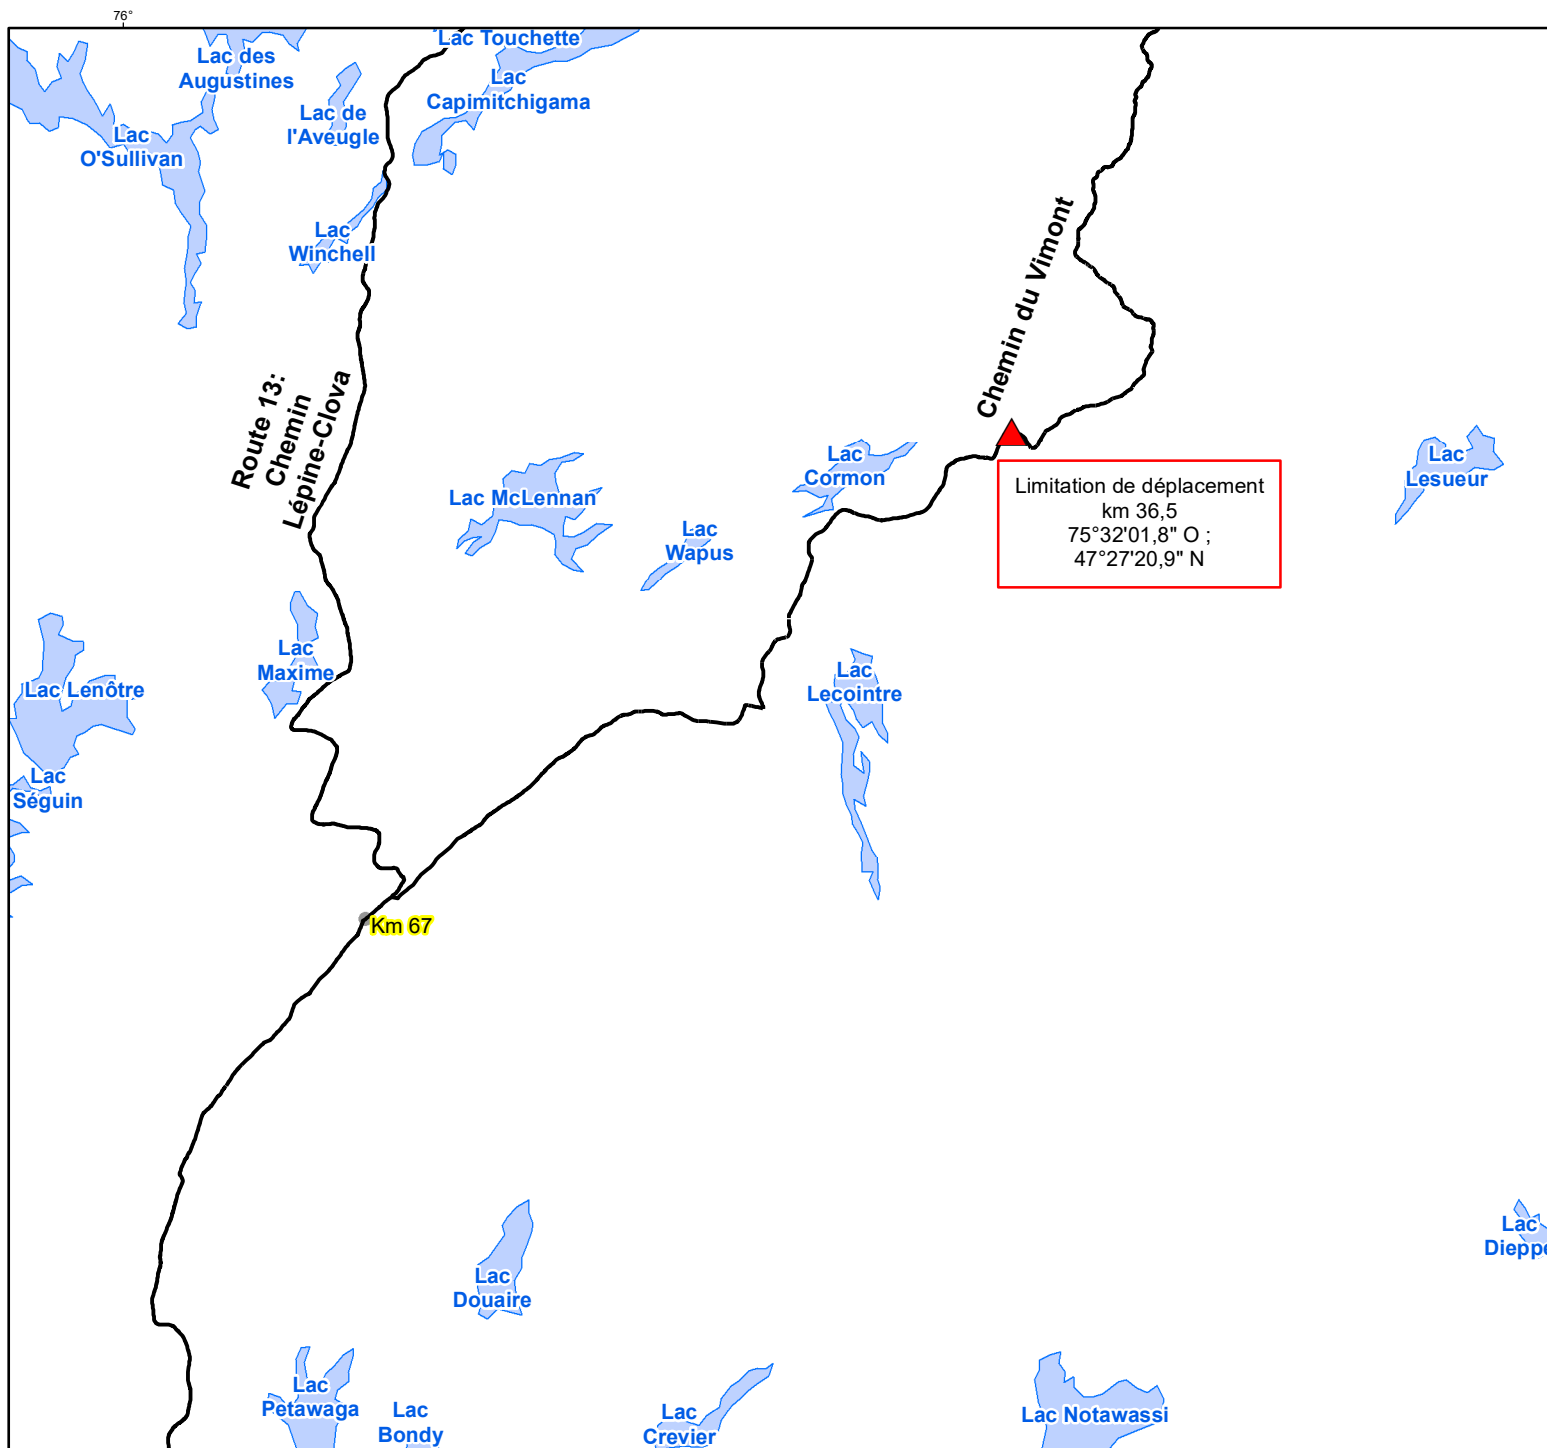 76°
Lac Touchette
Lac des
Augustines
Lac
Capimitchigama
Lac de
l'Aveugle
Lac
O'Sullivan
Lac
Winchell
Chemin du Vimont
Route 13:
Chemin
Lépine-Clova
Lac
Cormon
Lac
Lesueur
Lac McLennan
Limitation de déplacement
km 36,5
75°32'01,8" O ;
47°27'20,9" N
Lac
Wapus
Lac
Maxime
Lac Lenôtre
Lac
Lecointre
Lac
Séguin
Km 67
Lac
Dieppe
Lac
Douaire
Lac
Petawaga
Lac
Bondy
Lac
Crevier
Lac Notawassi